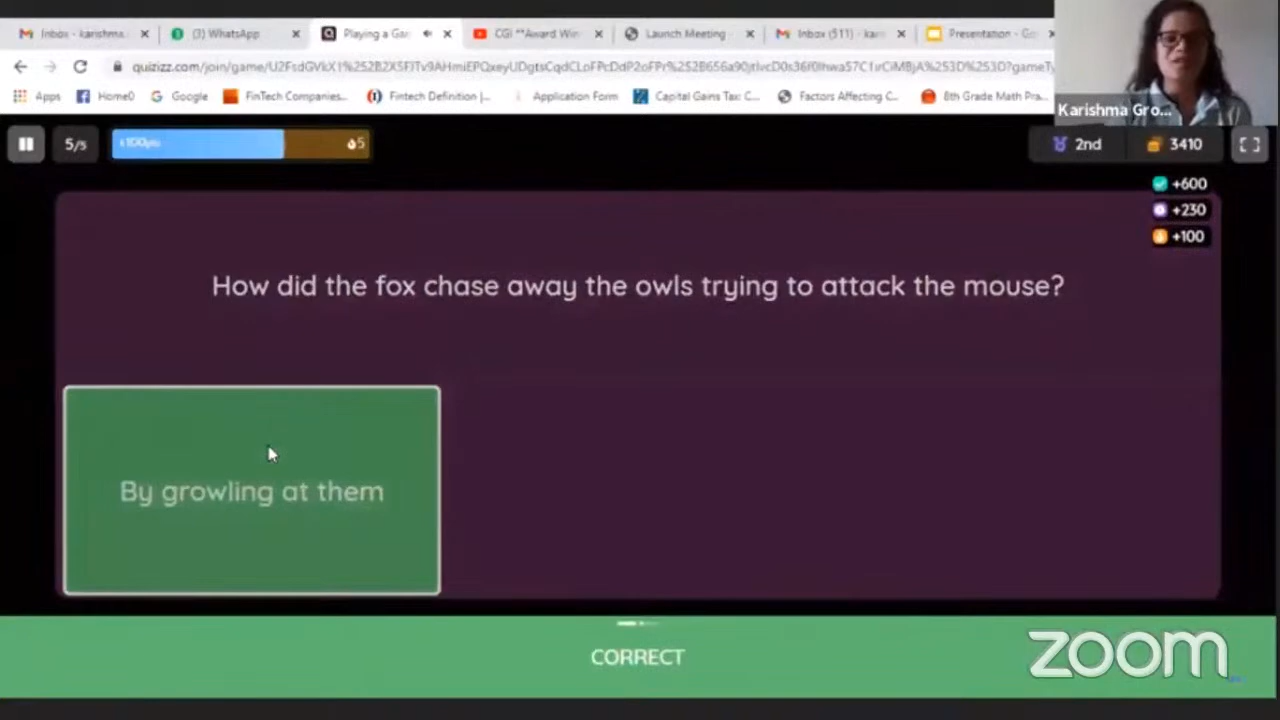 Inbox - karishma.
(3) WhatsApp
Playing a Gar
CGI **Award Win
Launch Meeting -
Inbox (511) - kari
Presentation - Go
Apps
Home0
Google
FinTech Companies...
Fintech Definition |...
Application Form
Capital Gains Tax: C...
Factors Affecting C...
8th Grade Math Pra...
Karishma Gro...
5/5
5
2nd
3410
+600
+230
+100
How did the fox chase away the owls trying to attack the mouse?
By growling at them
CORRECT
zoom